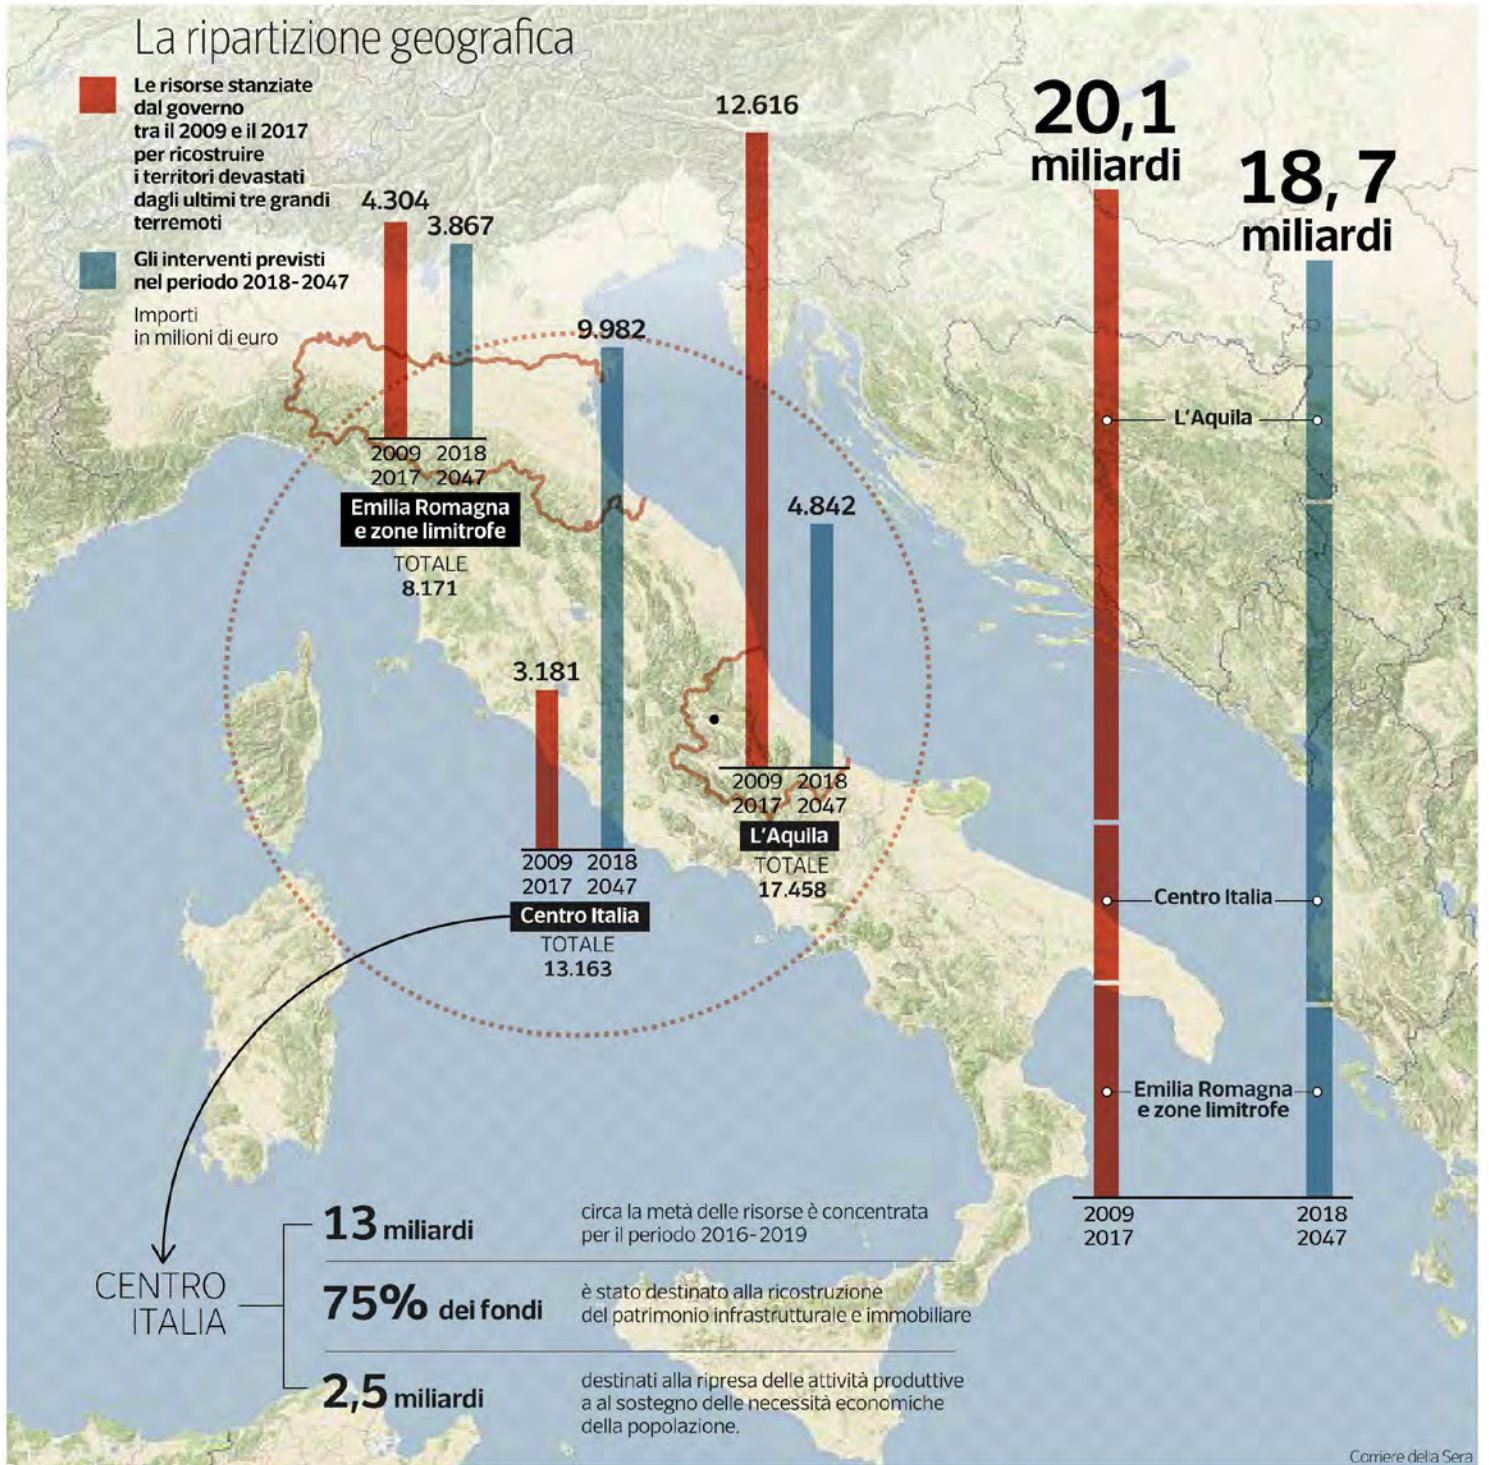 La ripartizione geografica
Le risorse stanziate
dal governo
tra il 2009 e il 2017
per ricostruire
i territori devastati
dagli ultimi tre grandi
terremoti
Gli interventi previsti
nel periodo 2018-2047
Importi
in milioni di euro
4.304
3.867
2009 2018
2017 2047
Emilia Romagna
e zone limitrofe
TOTALE
8.171
3.181
9.982
2009 2018
2017 2047
Centro Italia
TOTALE
13.163
12.616
4.842
2009 2018
2017 2047
L'Aquila
TOTALE
17.458
20,1
miliardi
18, 7
miliardi
L'Aquila
Centro Italia
Emilia Romagna
e zone limitrofe
2009 2018
2017 2047
CENTRO
ITALIA
13 miliardi
circa la metà delle risorse è concentrata
per il periodo 2016-2019
75% dei fondi
è stato destinato alla ricostruzione
del patrimonio infrastrutturale e immobiliare
2,5 miliardi
destinati alla ripresa delle attività produttive
a al sostegno delle necessità economiche
della popolazione.
Corriere della Sera